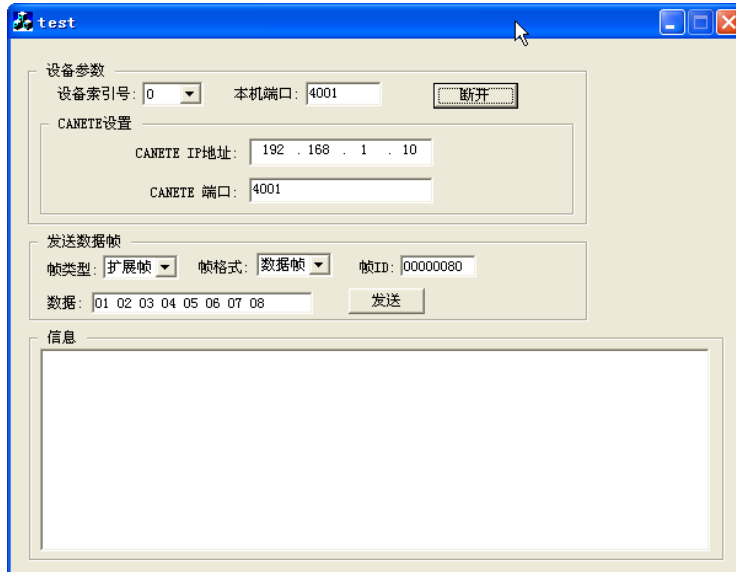 test
设备参数
设备索引号: 0 本机端口: 4001 断开
CANETE设置
CANETE IP地址: 192 . 168 . 1 . 10
CANETE 端口: 4001
发送数据帧
帧类型: 扩展帧 帧格式: 数据帧 帧ID: 00000080
数据: 01 02 03 04 05 06 07 08 发送
信息